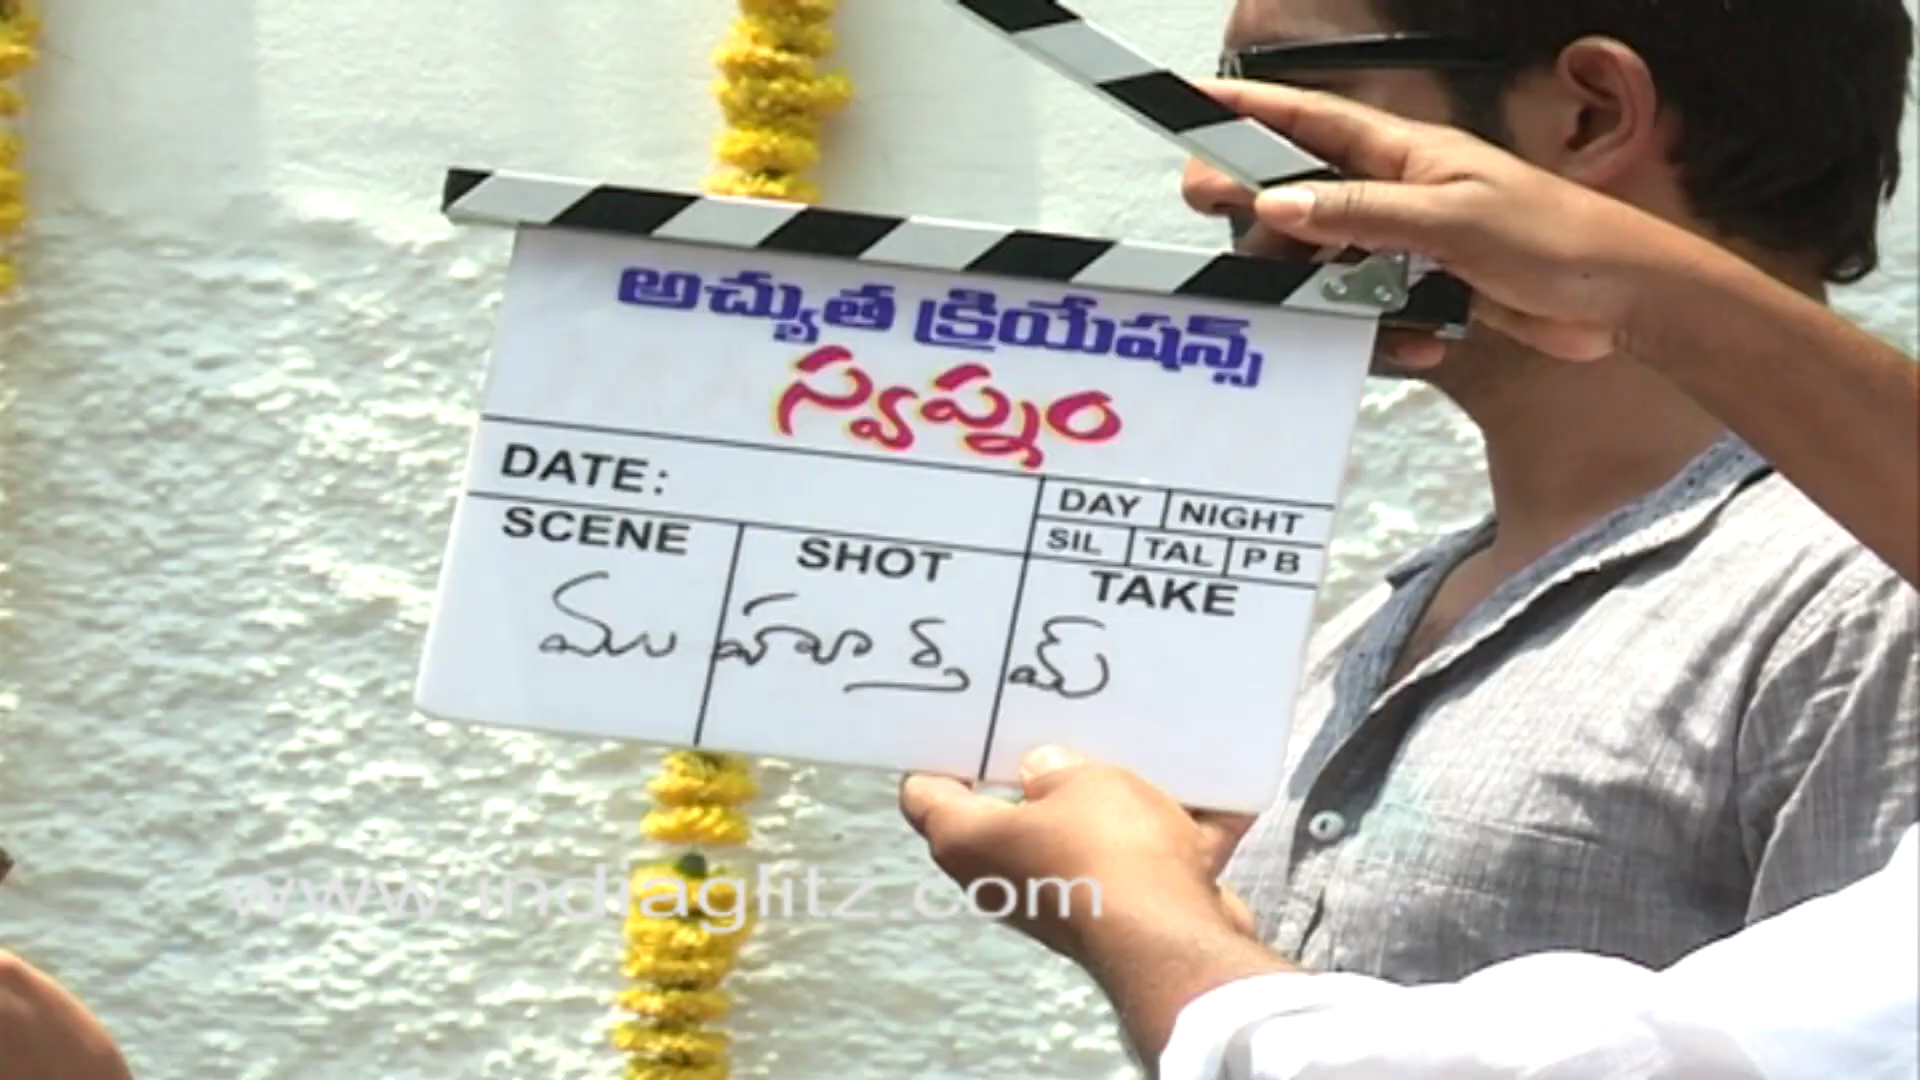 అచ్యుత క్రియేషన్స్
స్వప్నం
DATE:
DAY NIGHT
SIL TAL PB
SCENE SHOT TAKE
ముహూర్తమ్
www.indiaglitz.com